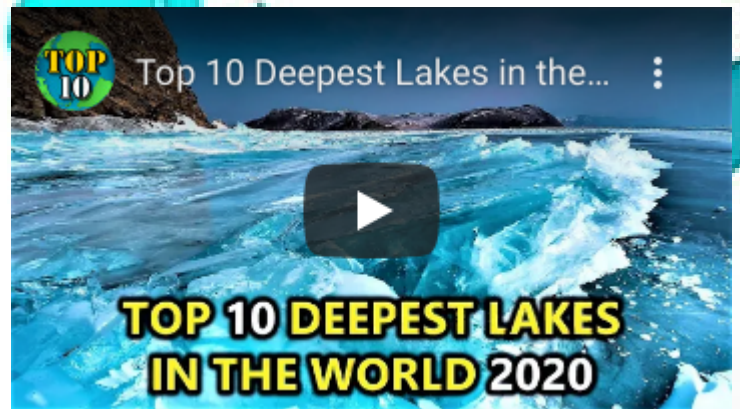 TOP
10
Top 10 Deepest Lakes in the...
TOP 10 DEEPEST LAKES
IN THE WORLD 2020